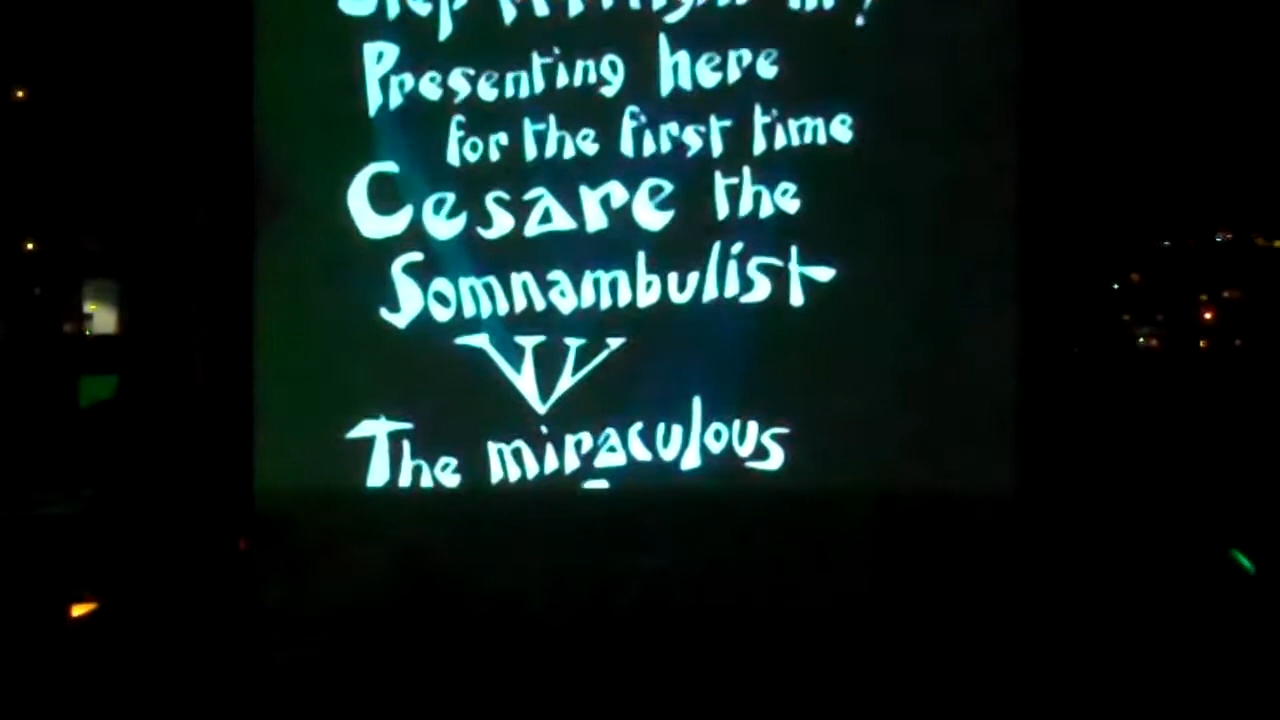 Presenting here
for the first time
Cesare the
Somnambulist
The miraculous